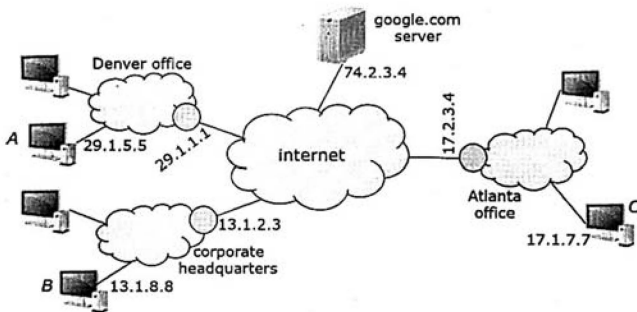 google.com
server
Denver office
74.2.3.4
A
29.1.5.5
29.1.1.1
internet
17.2.3.4
Atlanta
office
C
17.1.7.7
13.1.2.3
corporate
headquarters
B
13.1.8.8